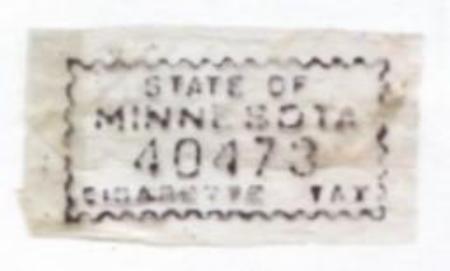 STATE OF
MINNESOTA
40473
CIGARETTE TAX